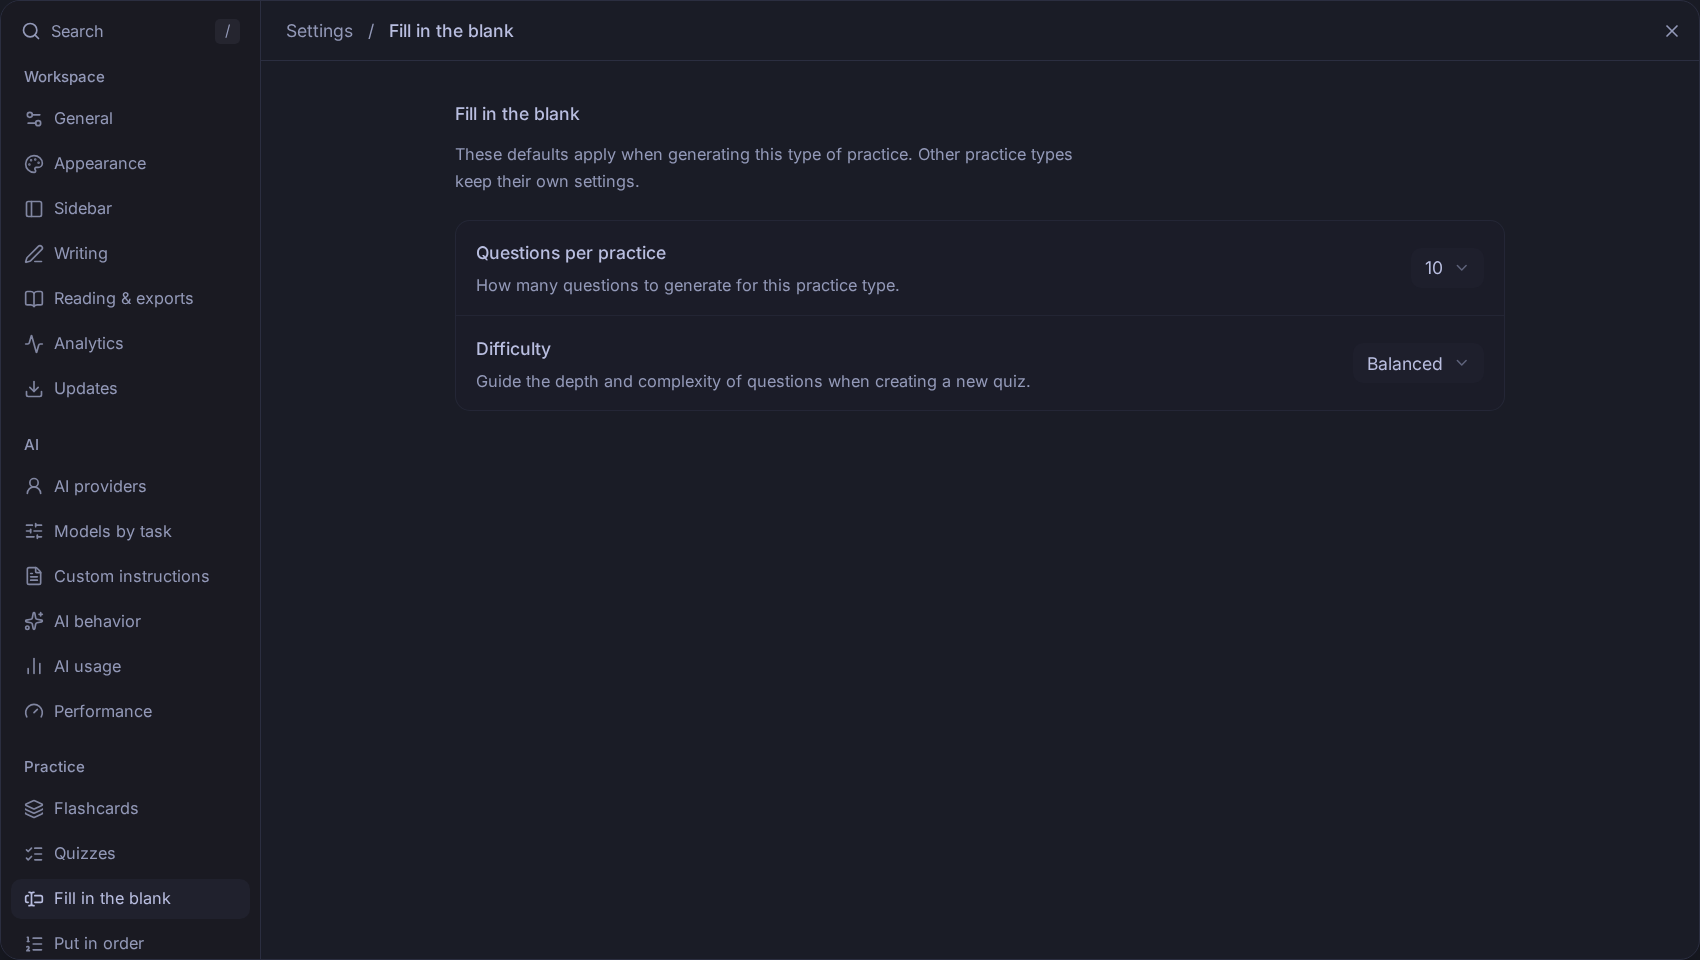 Search
/
Workspace
General
Appearance
Sidebar
Writing
Reading & exports
Analytics
Updates
AI
AI providers
Models by task
Custom instructions
AI behavior
AI usage
Performance
Practice
Flashcards
Quizzes
Fill in the blank
Put in order
Settings / Fill in the blank
Fill in the blank
These defaults apply when generating this type of practice. Other practice types
keep their own settings.
Questions per practice
How many questions to generate for this practice type.
10
Difficulty
Guide the depth and complexity of questions when creating a new quiz.
Balanced